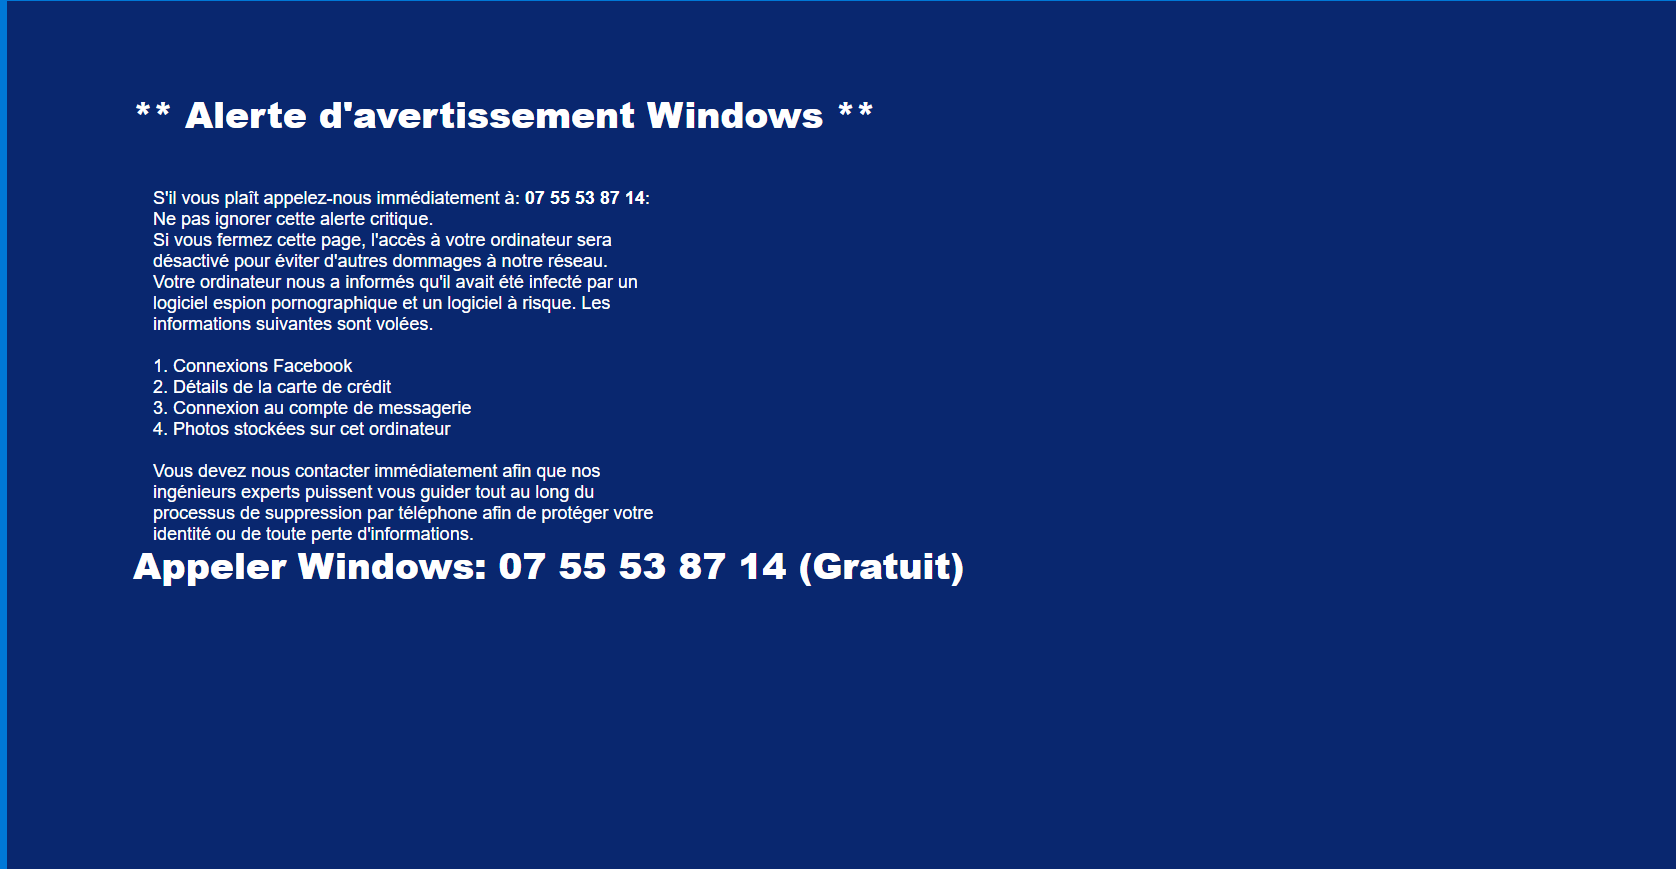 ** Alerte d'avertissement Windows **
S'il vous plaît appelez-nous immédiatement à: 07 55 53 87 14:
Ne pas ignorer cette alerte critique.
Si vous fermez cette page, l'accès à votre ordinateur sera
désactivé pour éviter d'autres dommages à notre réseau.
Votre ordinateur nous a informés qu'il avait été infecté par un
logiciel espion pornographique et un logiciel à risque. Les
informations suivantes sont volées.
1. Connexions Facebook
2. Détails de la carte de crédit
3. Connexion au compte de messagerie
4. Photos stockées sur cet ordinateur
Vous devez nous contacter immédiatement afin que nos
ingénieurs experts puissent vous guider tout au long du
processus de suppression par téléphone afin de protéger votre
identité ou de toute perte d'informations.
Appeler Windows: 07 55 53 87 14 (Gratuit)